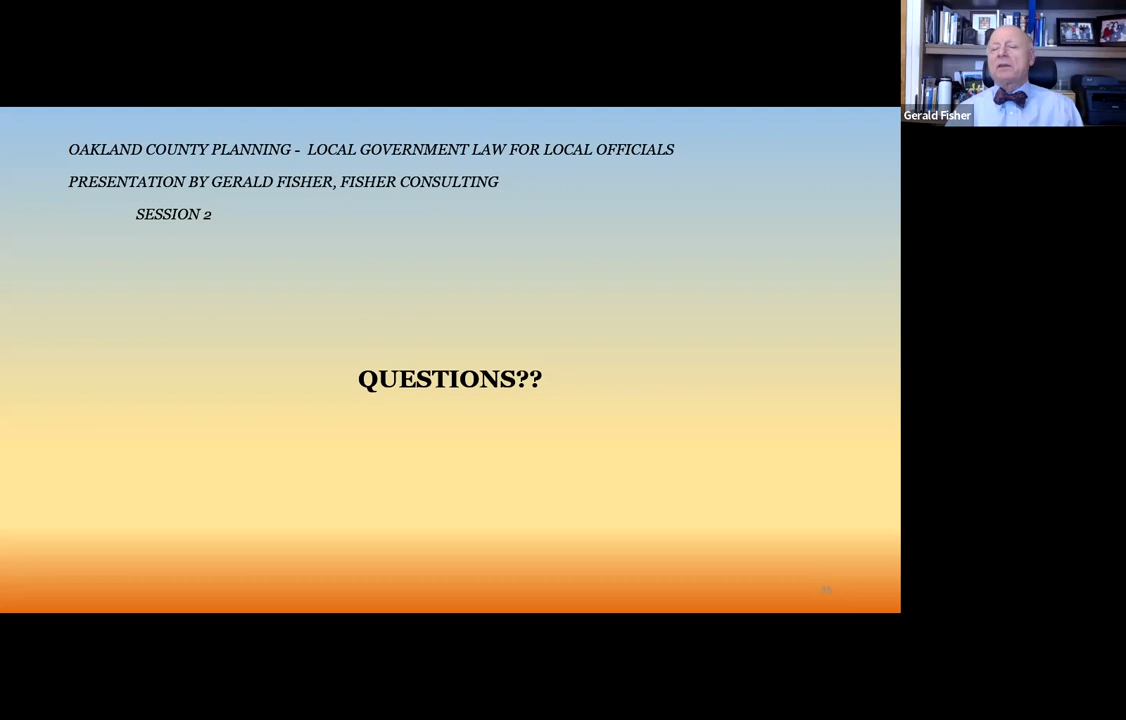 OAKLAND COUNTY PLANNING - LOCAL GOVERNMENT LAW FOR LOCAL OFFICIALS
PRESENTATION BY GERALD FISHER, FISHER CONSULTING
SESSION 2
QUESTIONS??
Gerald Fisher